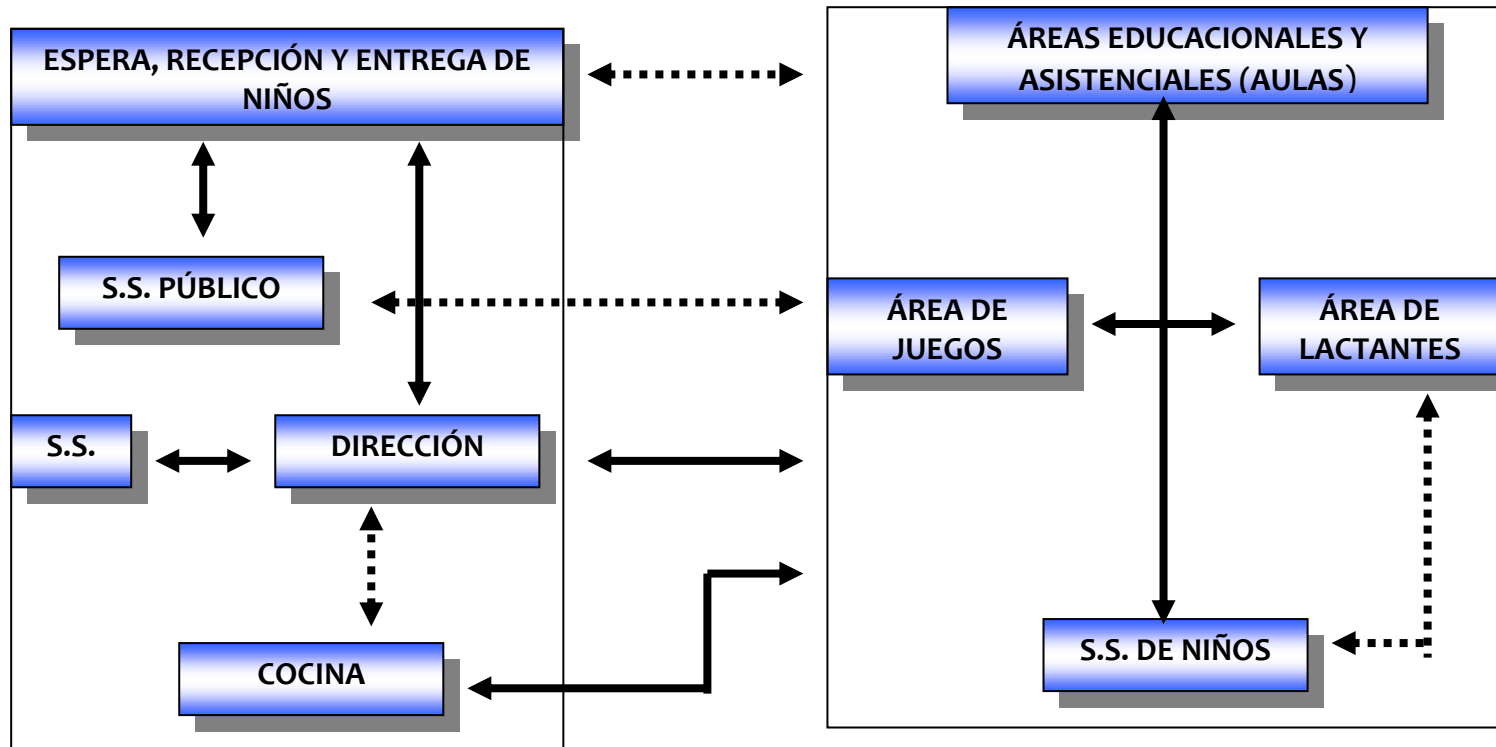 ESPERA, RECEPCIÓN Y ENTREGA DE
NIÑOS
S.S. PÚBLICO
S.S.
DIRECCIÓN
COCINA
ÁREAS EDUCACIONALES Y
ASISTENCIALES (AULAS)
ÁREA DE
JUEGOS
ÁREA DE
LACTANTES
S.S. DE NIÑOS